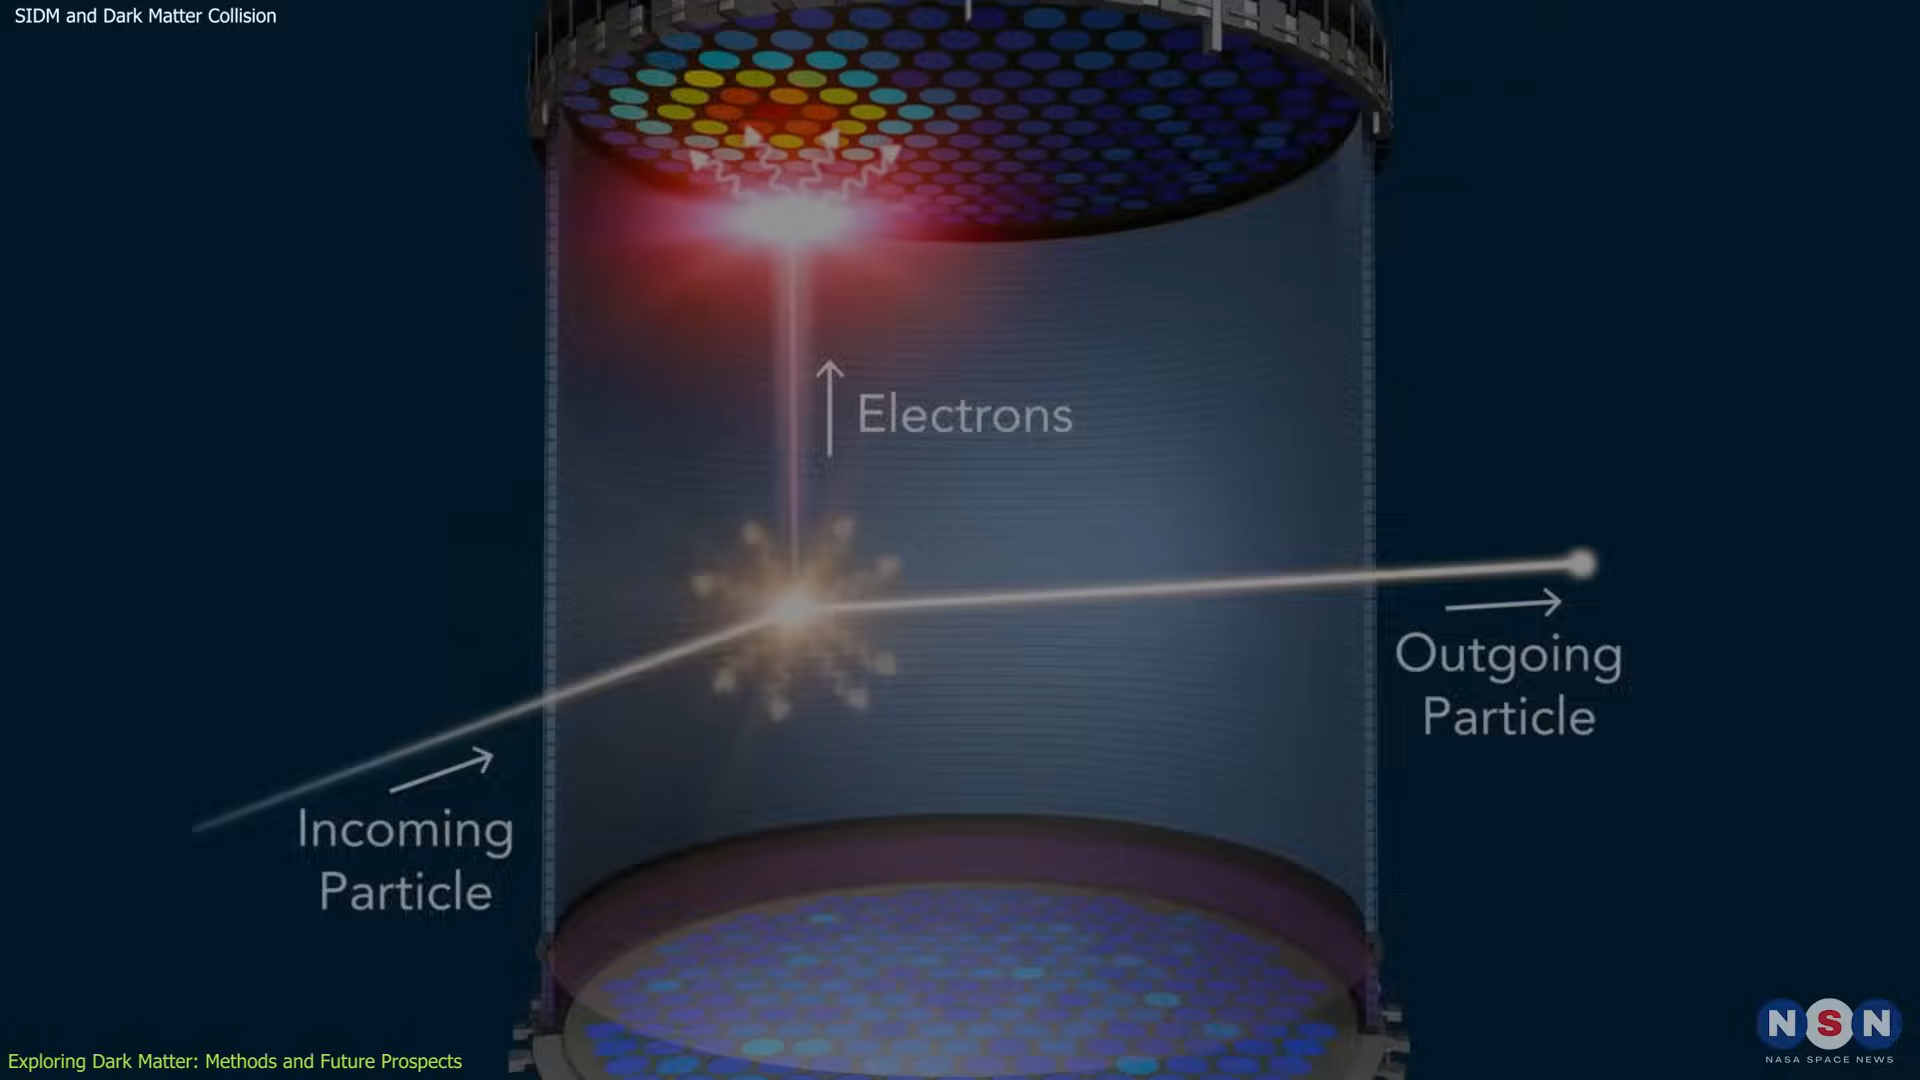 SIDM and Dark Matter Collision
Electrons
Outgoing
Particle
Incoming
Particle
Exploring Dark Matter: Methods and Future Prospects
NSN
NASA SPACE NEWS